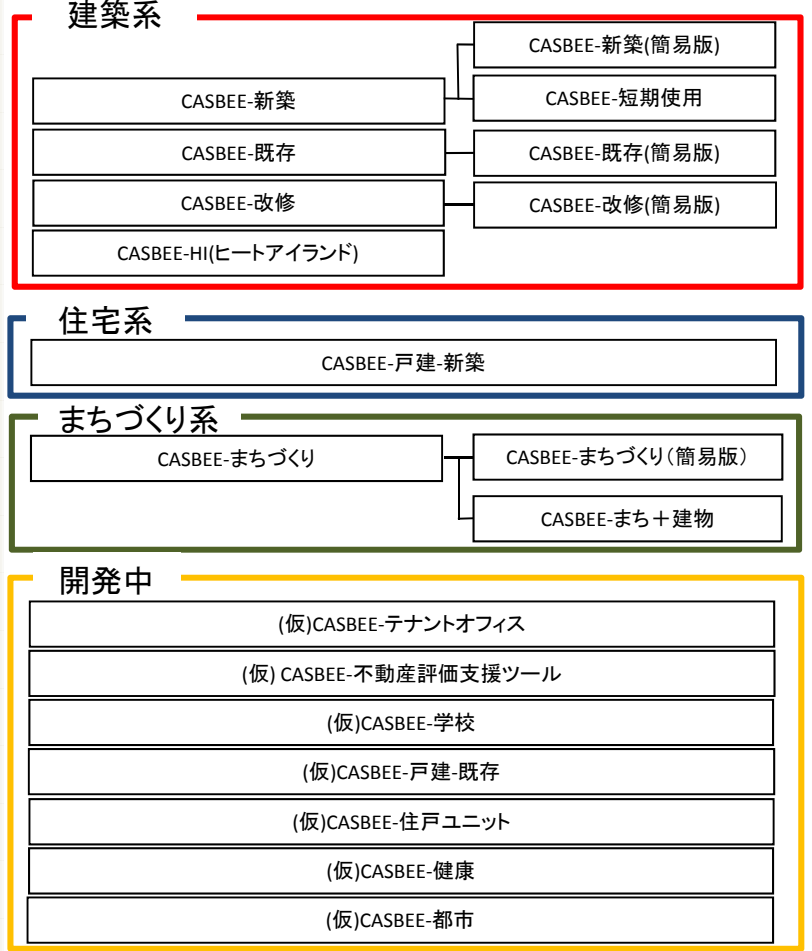 建築系
CASBEE-新築(簡易版)
CASBEE-新築
CASBEE-短期使用
CASBEE-既存
CASBEE-既存(簡易版)
CASBEE-改修
CASBEE-改修(簡易版)
CASBEE-HI(ヒートアイランド)
住宅系
CASBEE-戸建-新築
まちづくり系
CASBEE-まちづくり
CASBEE-まちづくり(簡易版)
CASBEE-まち＋建物
開発中
(仮)CASBEE-テナントオフィス
(仮) CASBEE-不動産評価支援ツール
(仮)CASBEE-学校
(仮)CASBEE-戸建-既存
(仮)CASBEE-住戸ユニット
(仮)CASBEE-健康
(仮)CASBEE-都市